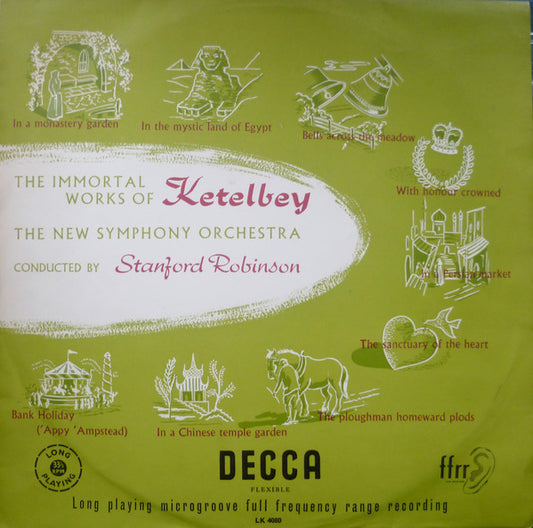 In a monastery garden
In the mystic land of Egypt
Bells across the meadow
With honour crowned
THE IMMORTAL
WORKS OF Ketelbey
THE NEW SYMPHONY ORCHESTRA
CONDUCTED BY Stanford Robinson
In a Persian market
The sanctuary of the heart
Bank Holiday
('Appy 'Ampstead)
In a Chinese temple garden
The ploughman homeward plods
LONG
33⅓
RPM
PLAYING
DECCA
FLEXIBLE
ffrr
Long playing microgroove full frequency range recording
LK 4080